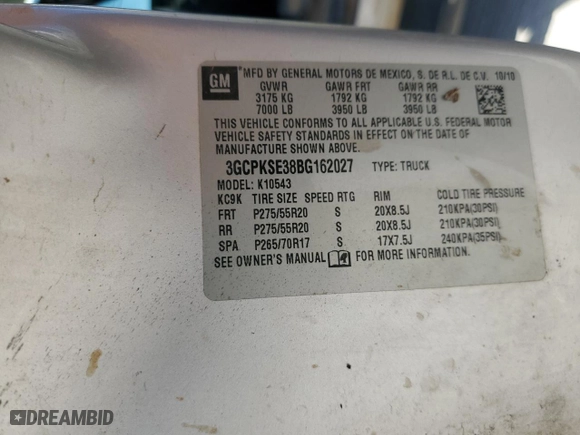 GM MFD BY GENERAL MOTORS DE MEXICO, S. DE R.L. DE C.V. 10/10
GVWR GAWR FRT GAWR RR
3175 KG 1792 KG 1792 KG
7000 LB 3950 LB 3950 LB
THIS VEHICLE CONFORMS TO ALL APPLICABLE U.S. FEDERAL MOTOR
VEHICLE SAFETY STANDARDS IN EFFECT ON THE DATE OF
MANUFACTURE SHOWN ABOVE.
3GCPKSE38BG162027 TYPE: TRUCK
MODEL: K10543
KC9K TIRE SIZE SPEED RTG RIM COLD TIRE PRESSURE
FRT P275/55R20 S 20X8.5J 210KPA(30PSI)
RR P275/55R20 S 20X8.5J 210KPA(30PSI)
SPA P265/70R17 S 17X7.5J 240KPA(35PSI)
SEE OWNER'S MANUAL FOR MORE INFORMATION.
DREAMBID